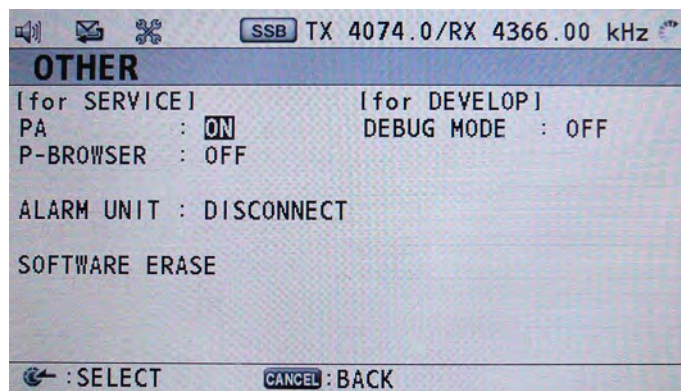 SSB TX 4074.0/RX 4366.00 kHz
OTHER
[for SERVICE] [for DEVELOP]
PA : ON DEBUG MODE : OFF
P-BROWSER : OFF
ALARM UNIT : DISCONNECT
SOFTWARE ERASE
:SELECT CANCEL :BACK